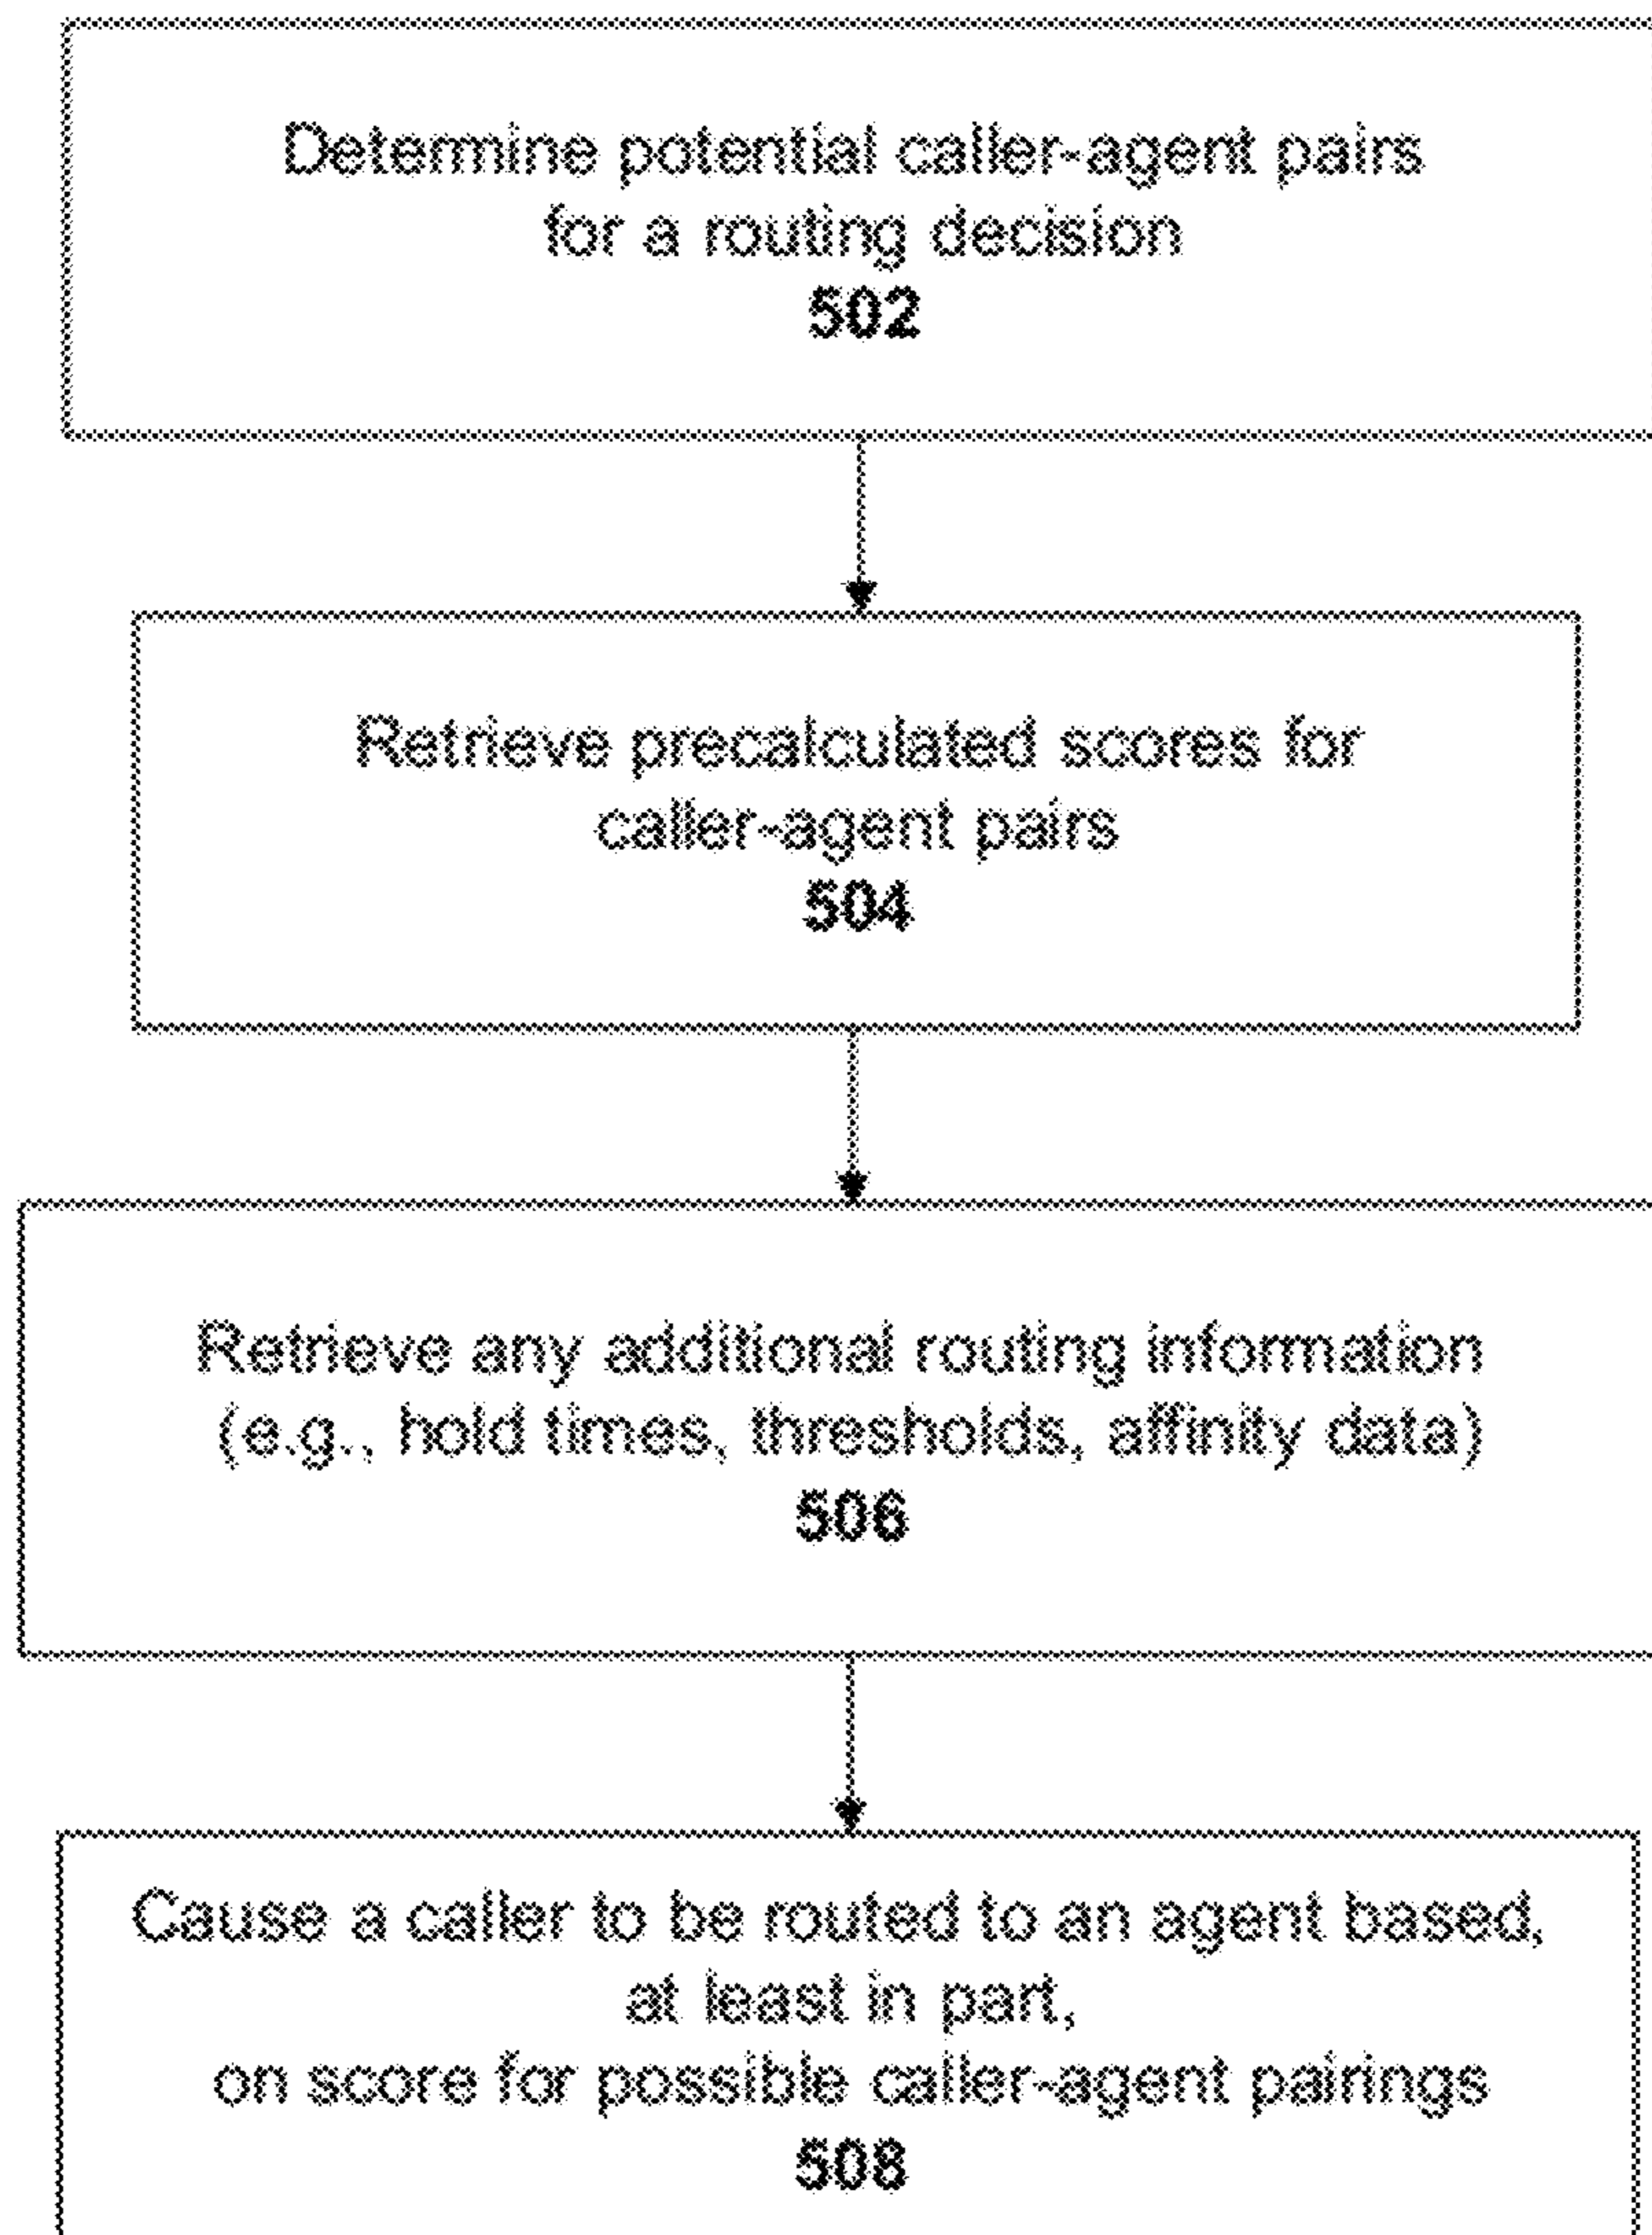 Determine potential caller-agent pairs
for a routing decision
502
Retrieve precalculated scores for
caller-agent pairs
504
Retrieve any additional routing information
(e.g., hold times, thresholds, affinity data)
506
Cause a caller to be routed to an agent based,
at least in part,
on score for possible caller-agent pairings
508